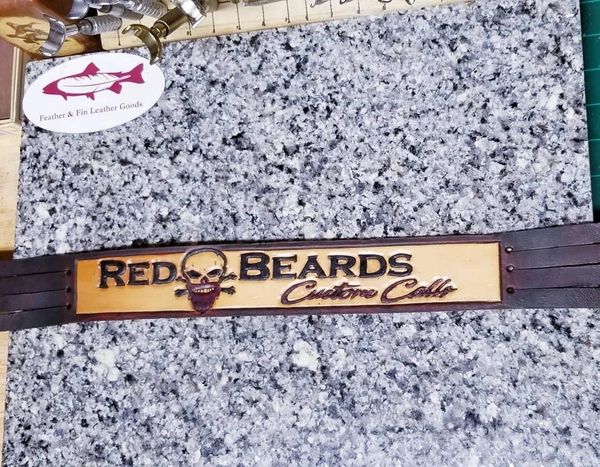 Feather & Fin Leather Goods
RED BEARDS
Custom Calls